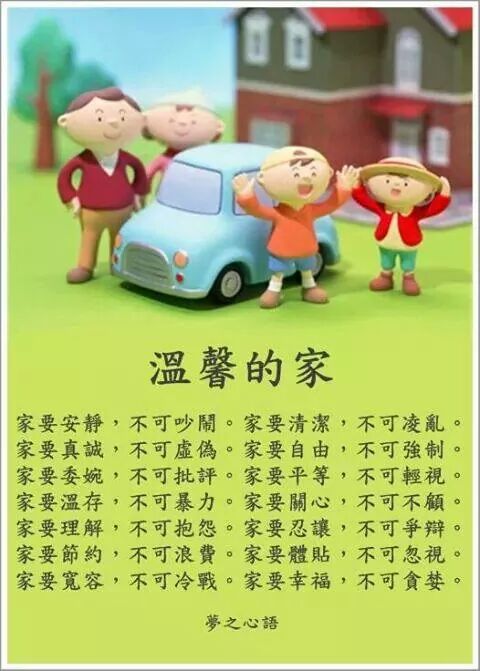 溫馨的家
家要安靜，不可吵鬧。家要清潔，不可凌亂。
家要真誠，不可虛偽。家要自由，不可強制。
家要委婉，不可批評。家要平等，不可輕視。
家要溫存，不可暴力。家要關心，不可不顧。
家要理解，不可抱怨。家要忍讓，不可爭辯。
家要節約，不可浪費。家要體貼，不可忽視。
家要寬容，不可冷戰。家要幸福，不可貪婪。
夢之心語